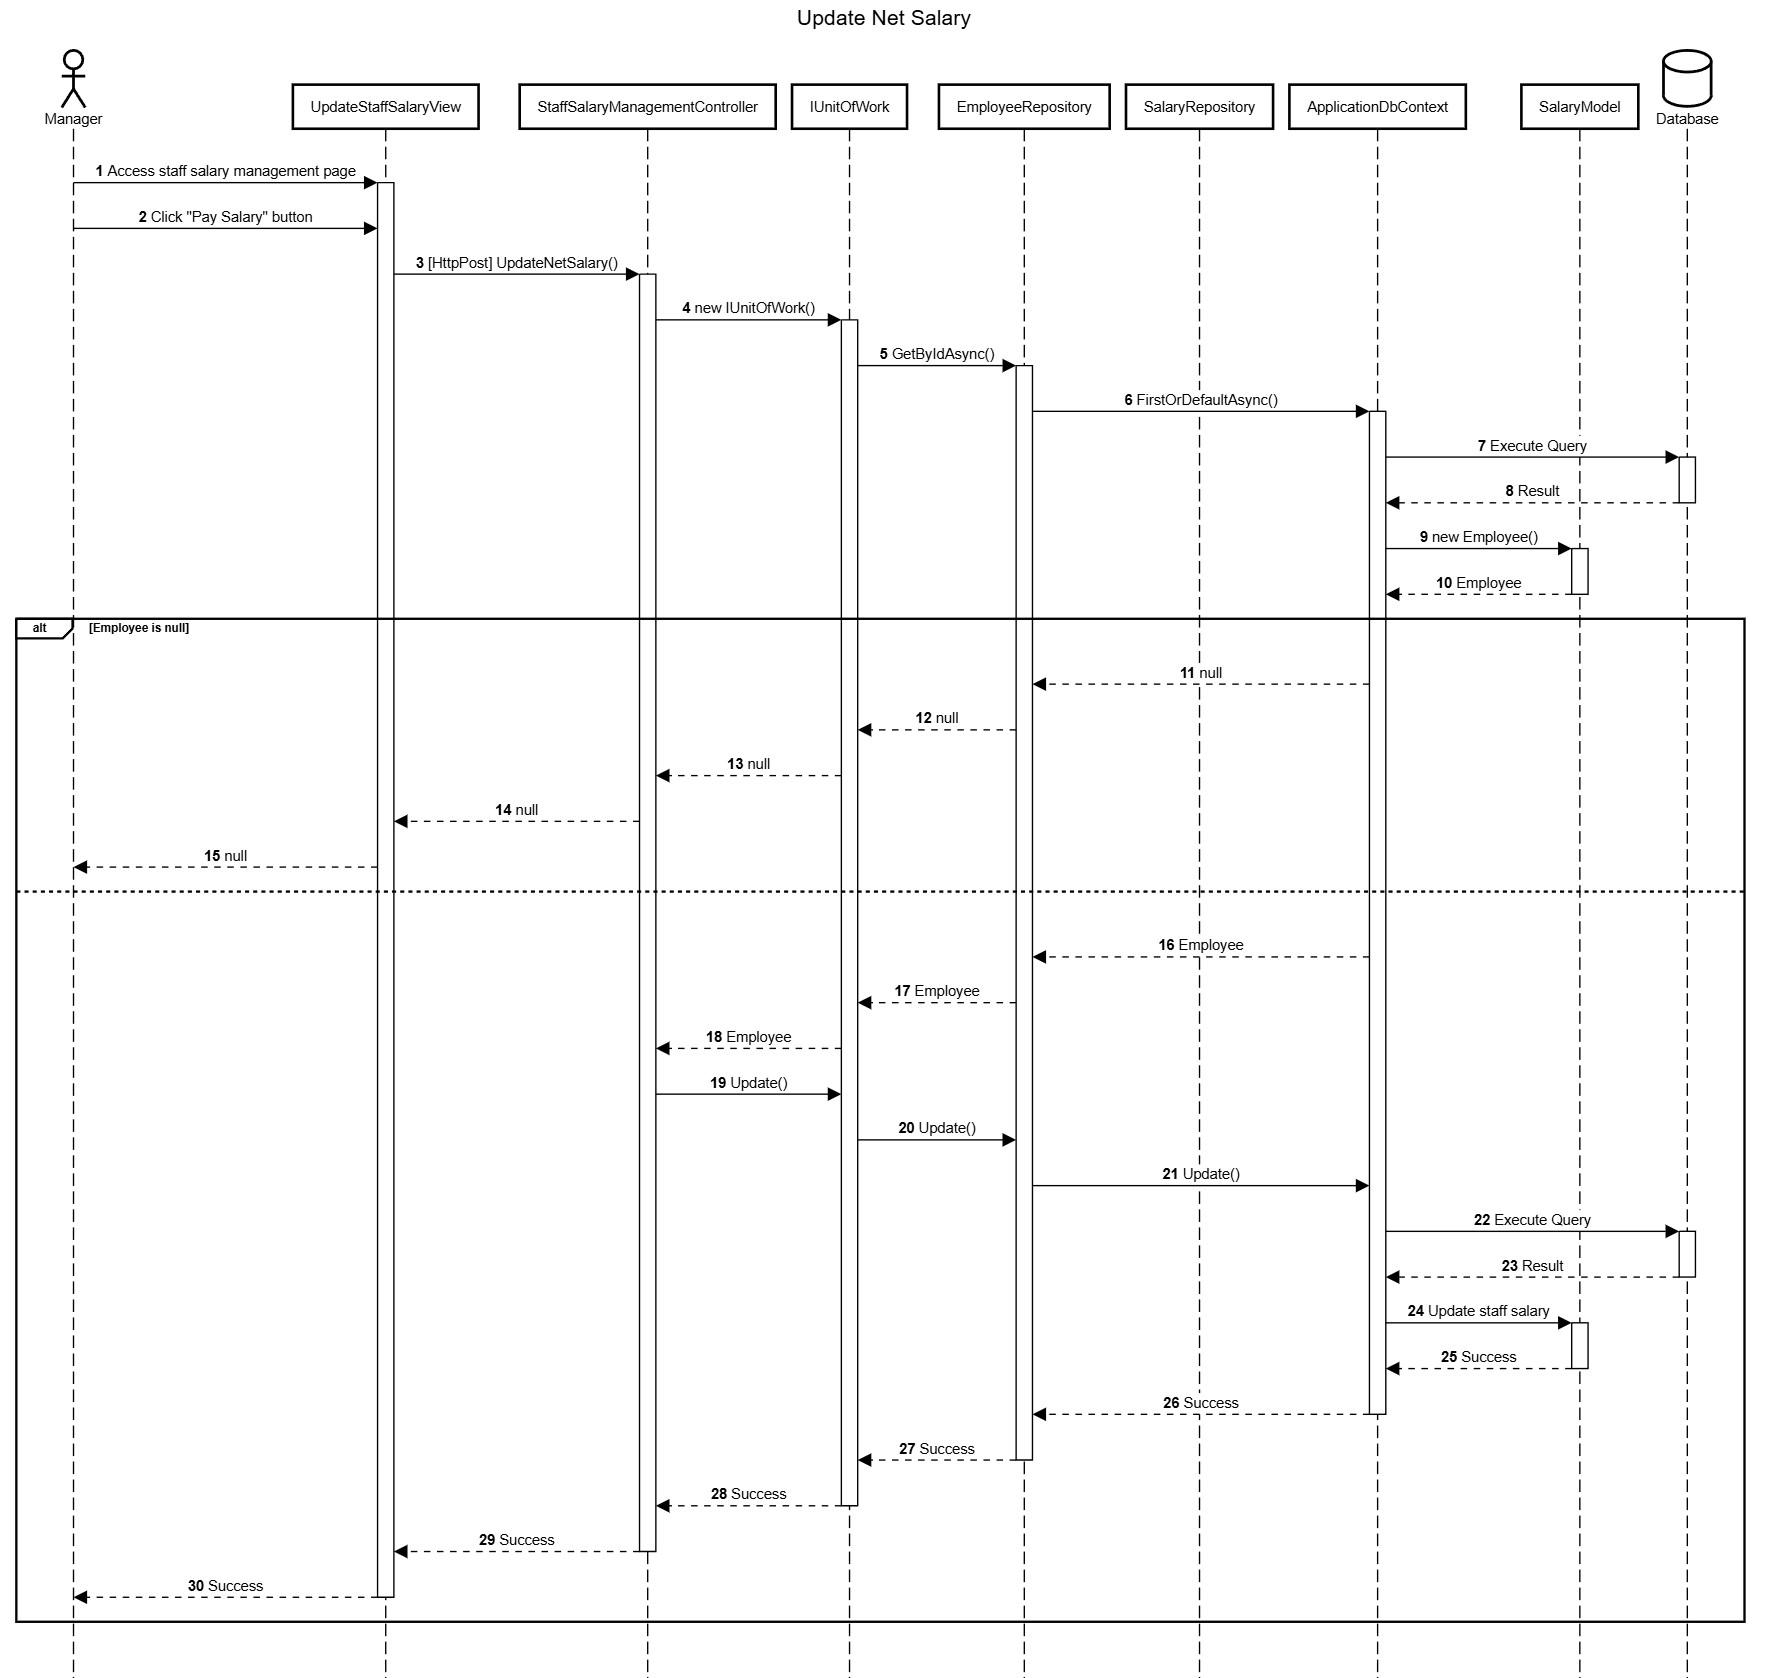 Update Net Salary
Manager
UpdateStaffSalaryView
StaffSalaryManagementController
IUnitOfWork
EmployeeRepository
SalaryRepository
ApplicationDbContext
SalaryModel
Database
1 Access staff salary management page
2 Click "Pay Salary" button
3 [HttpPost] UpdateNetSalary()
4 new IUnitOfWork()
5 GetByIdAsync()
6 FirstOrDefaultAsync()
7 Execute Query
8 Result
9 new Employee()
10 Employee
alt [Employee is null]
11 null
12 null
13 null
14 null
15 null
16 Employee
17 Employee
18 Employee
19 Update()
20 Update()
21 Update()
22 Execute Query
23 Result
24 Update staff salary
25 Success
26 Success
27 Success
28 Success
29 Success
30 Success